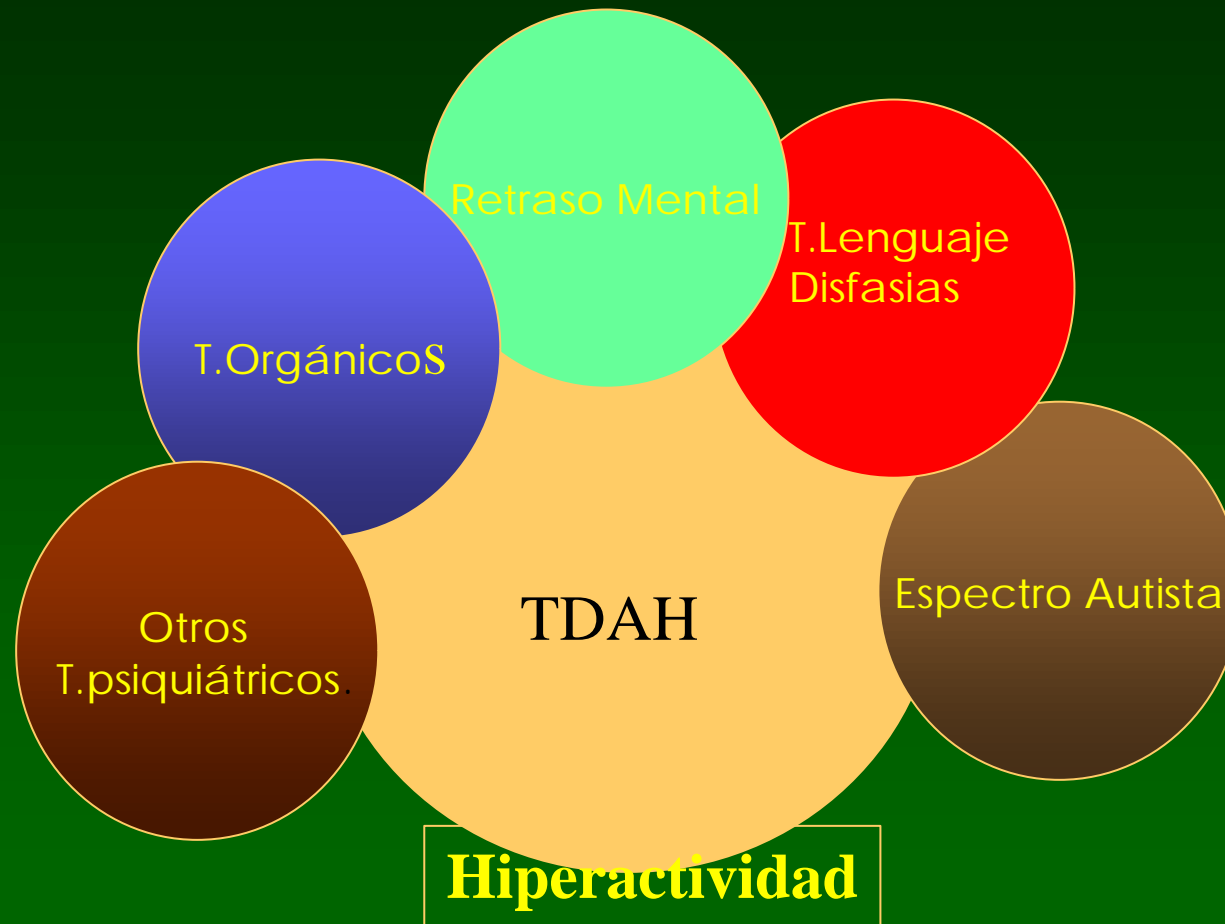 Retraso Mental
T.Lenguaje
Disfasias
T.OrgánicoS
Espectro Autista
TDAH
Otros
T.psiquiátricos.
Hiperactividad